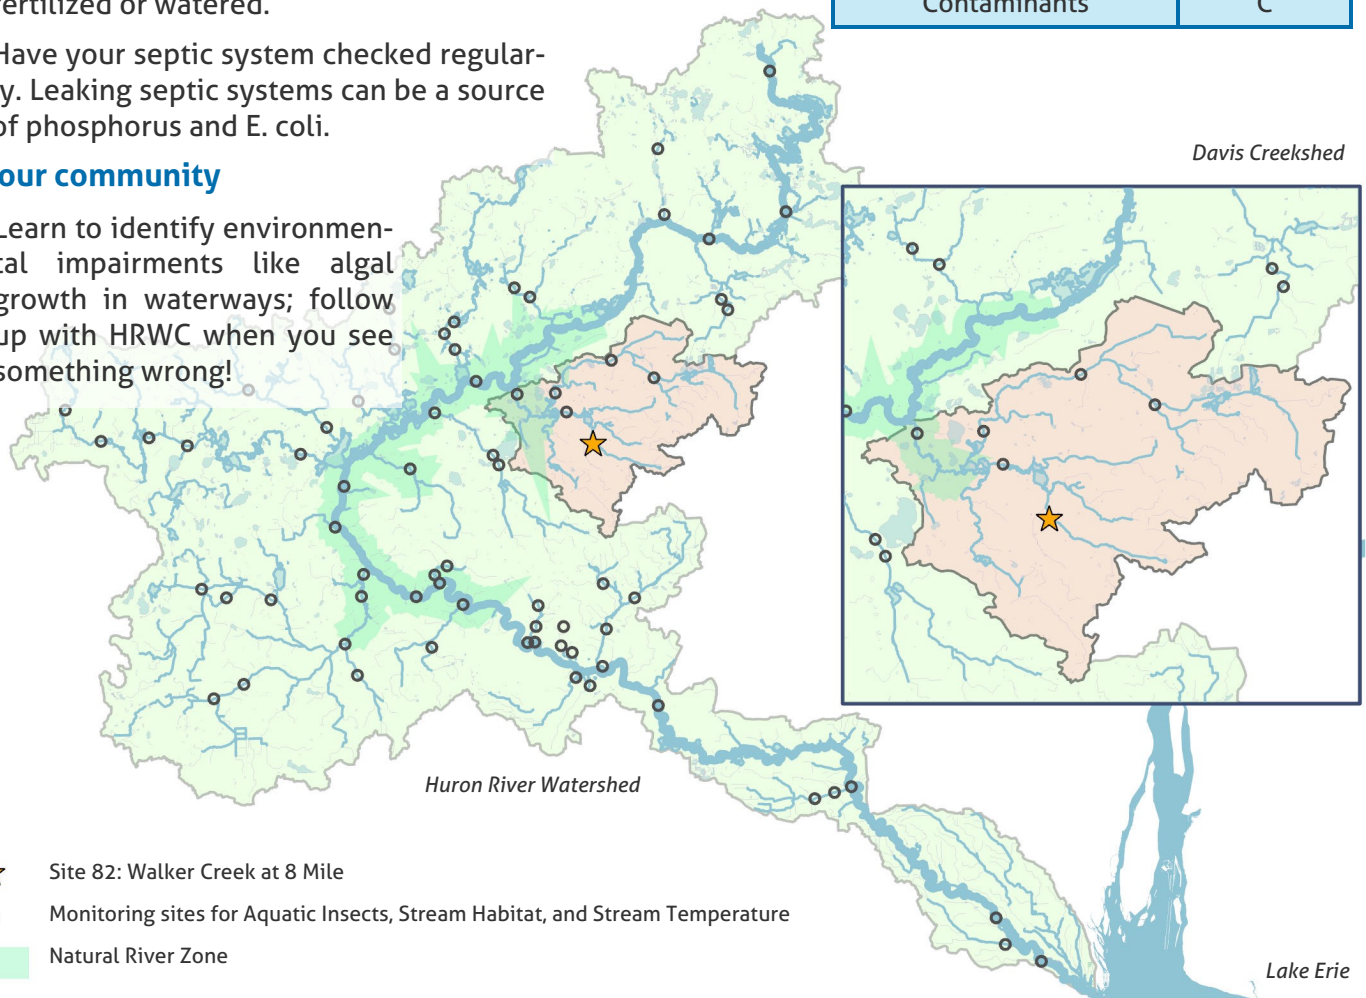 fertilized or watered.
Have your septic system checked regular-
y. Leaking septic systems can be a source
of phosphorus and E. coli.
our community
Learn to identify environmen-
tal impairments like algal
growth in waterways; follow
up with HRWC when you see
something wrong!
Contaminants C
Davis Creekshed
Huron River Watershed
Site 82: Walker Creek at 8 Mile
Monitoring sites for Aquatic Insects, Stream Habitat, and Stream Temperature
Natural River Zone
Lake Erie